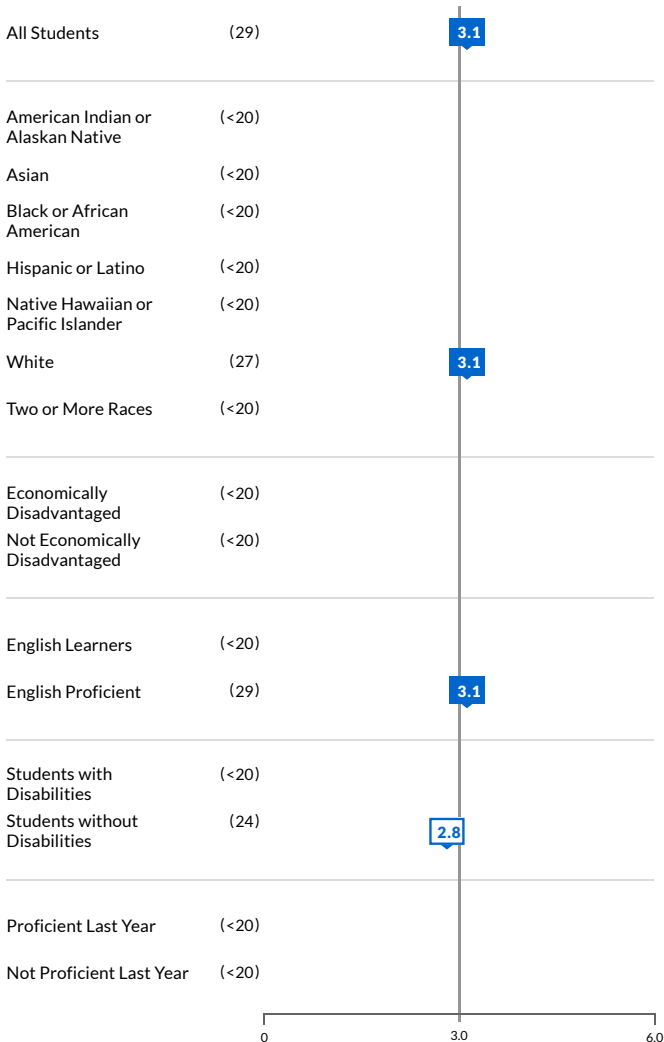 All Students (29) 3.1
American Indian or (<20)
Alaskan Native
Asian (<20)
Black or African (<20)
American
Hispanic or Latino (<20)
Native Hawaiian or (<20)
Pacific Islander
White (27) 3.1
Two or More Races (<20)
Economically (<20)
Disadvantaged
Not Economically (<20)
Disadvantaged
English Learners (<20)
English Proficient (29) 3.1
Students with (<20)
Disabilities
Students without (24) 2.8
Disabilities
Proficient Last Year (<20)
Not Proficient Last Year (<20)
0 3.0 6.0